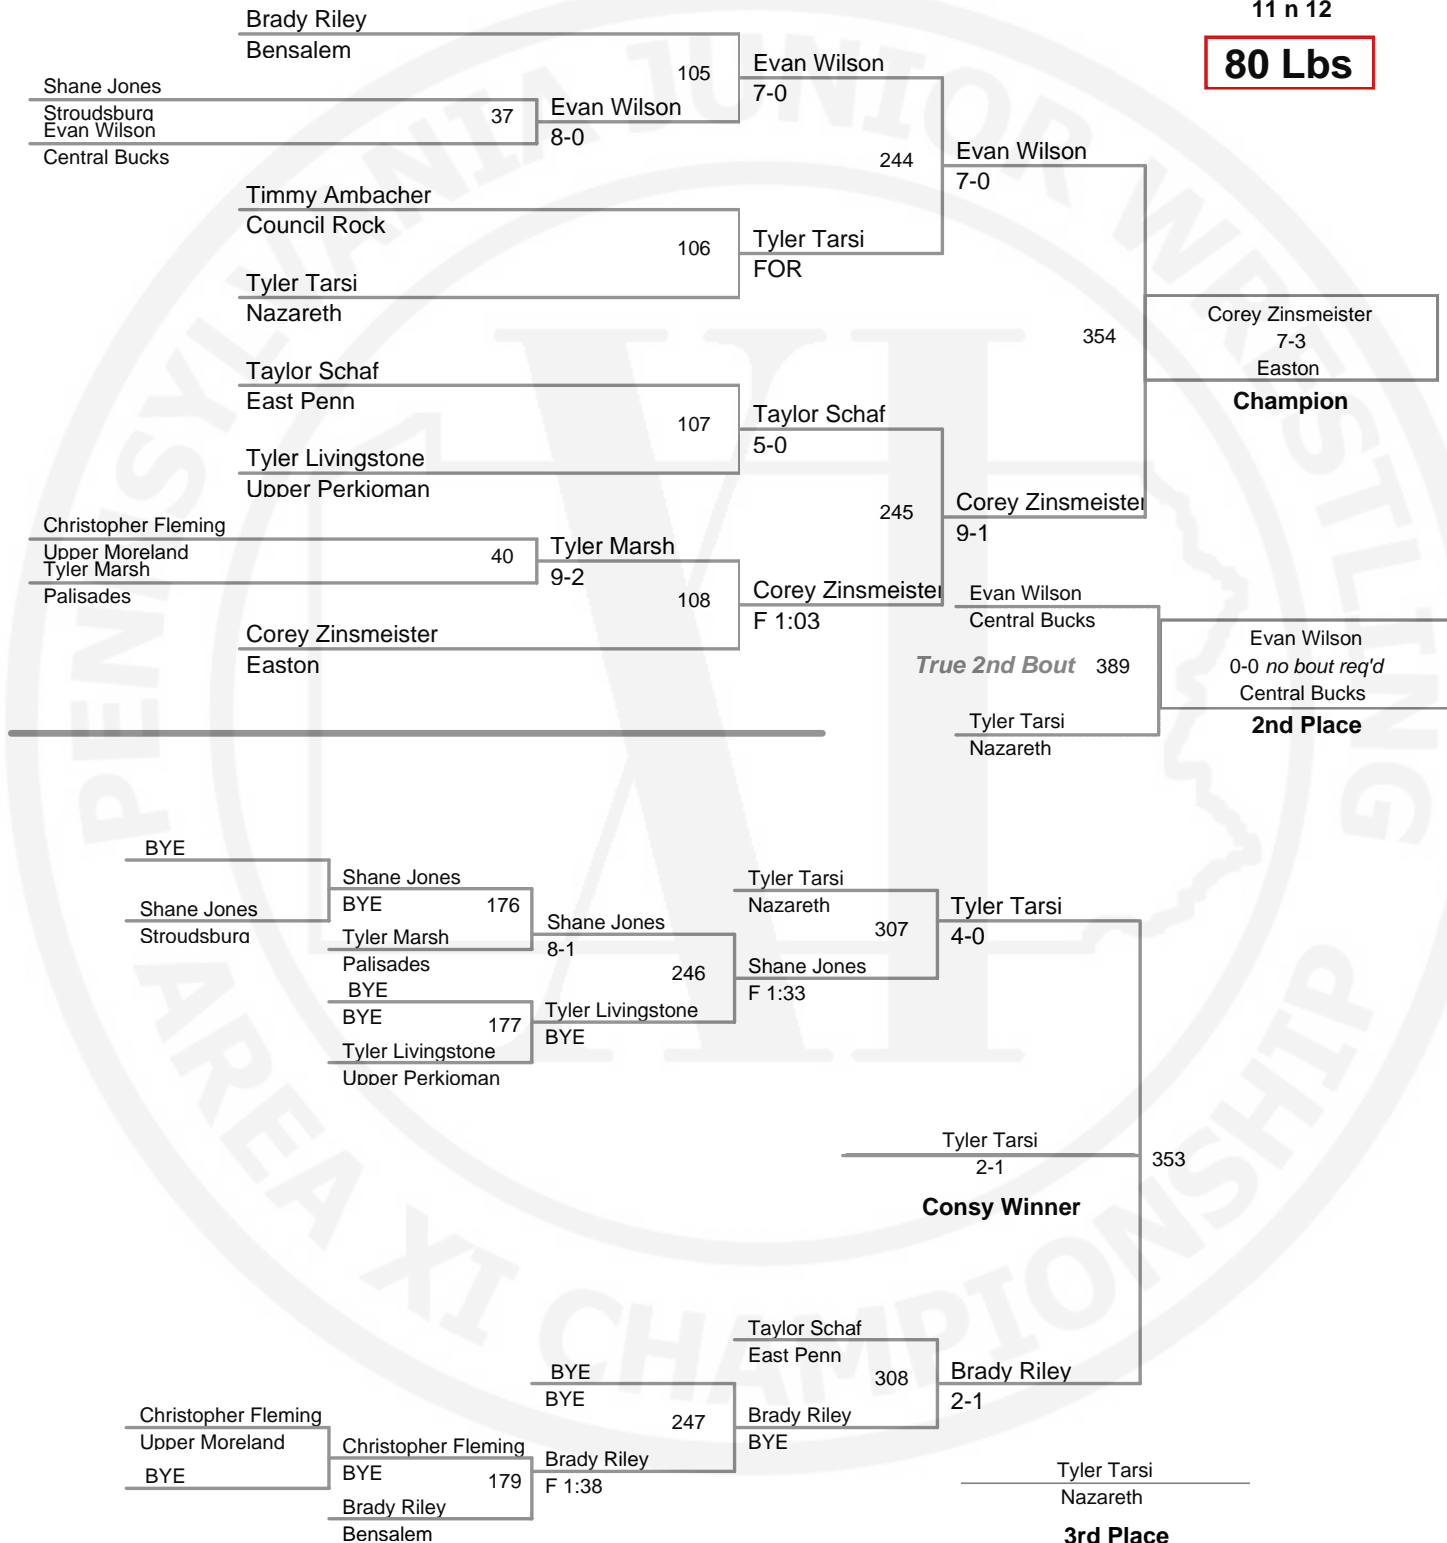 11 n 12
80 Lbs
Brady Riley
Bensalem
105
Evan Wilson
7-0
Shane Jones
Stroudsburg
37
Evan Wilson
8-0
Evan Wilson
Central Bucks
244
Evan Wilson
7-0
Timmy Ambacher
Council Rock
106
Tyler Tarsi
FOR
Tyler Tarsi
Nazareth
354
Corey Zinsmeister
7-3
Easton
Champion
Taylor Schaf
East Penn
107
Taylor Schaf
5-0
Tyler Livingstone
Upper Perkioman
245
Corey Zinsmeister
9-1
Christopher Fleming
Upper Moreland
40
Tyler Marsh
9-2
Tyler Marsh
Palisades
108
Corey Zinsmeister
F 1:03
Corey Zinsmeister
Easton
Evan Wilson
Central Bucks
True 2nd Bout 389
Tyler Tarsi
Nazareth
Evan Wilson
0-0 no bout req'd
Central Bucks
2nd Place
BYE
Shane Jones
Stroudsburg
Shane Jones
BYE
176
Tyler Marsh
Palisades
Shane Jones
8-1
BYE
BYE
177
Tyler Livingstone
Upper Perkioman
Tyler Livingstone
BYE
246
Tyler Tarsi
Nazareth
307
Shane Jones
F 1:33
Tyler Tarsi
4-0
Tyler Tarsi
2-1
353
Consy Winner
Taylor Schaf
East Penn
308
Brady Riley
2-1
BYE
BYE
247
Brady Riley
BYE
Christopher Fleming
Upper Moreland
BYE
Christopher Fleming
BYE
179
Brady Riley
Bensalem
Brady Riley
F 1:38
Tyler Tarsi
Nazareth
3rd Place
PENNSYLVANIA JUNIOR WRESTLING
AREA XI CHAMPIONSHIP
XI